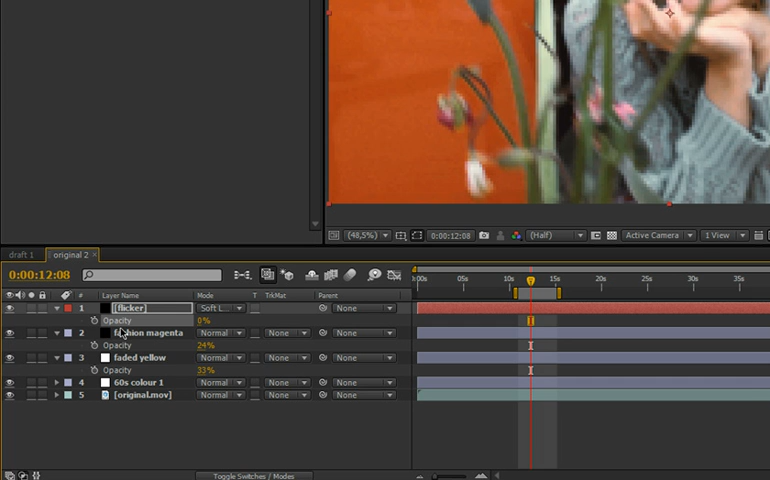 (48,5%) 0:00:12:08 (Half) Active Camera 1 View
draft 1 original 2
0:00:12:08
# Layer Name Mode T TrkMat Parent
:00s 05s 10s 15s 20s 25s 30s 35s
1 [flicker] Soft L... None
Opacity 0%
2 fashion magenta Normal None None
Opacity 24%
3 faded yellow Normal None None
Opacity 33%
4 60s colour 1 Normal None None
5 [original.mov] Normal None None
Toggle Switches / Modes